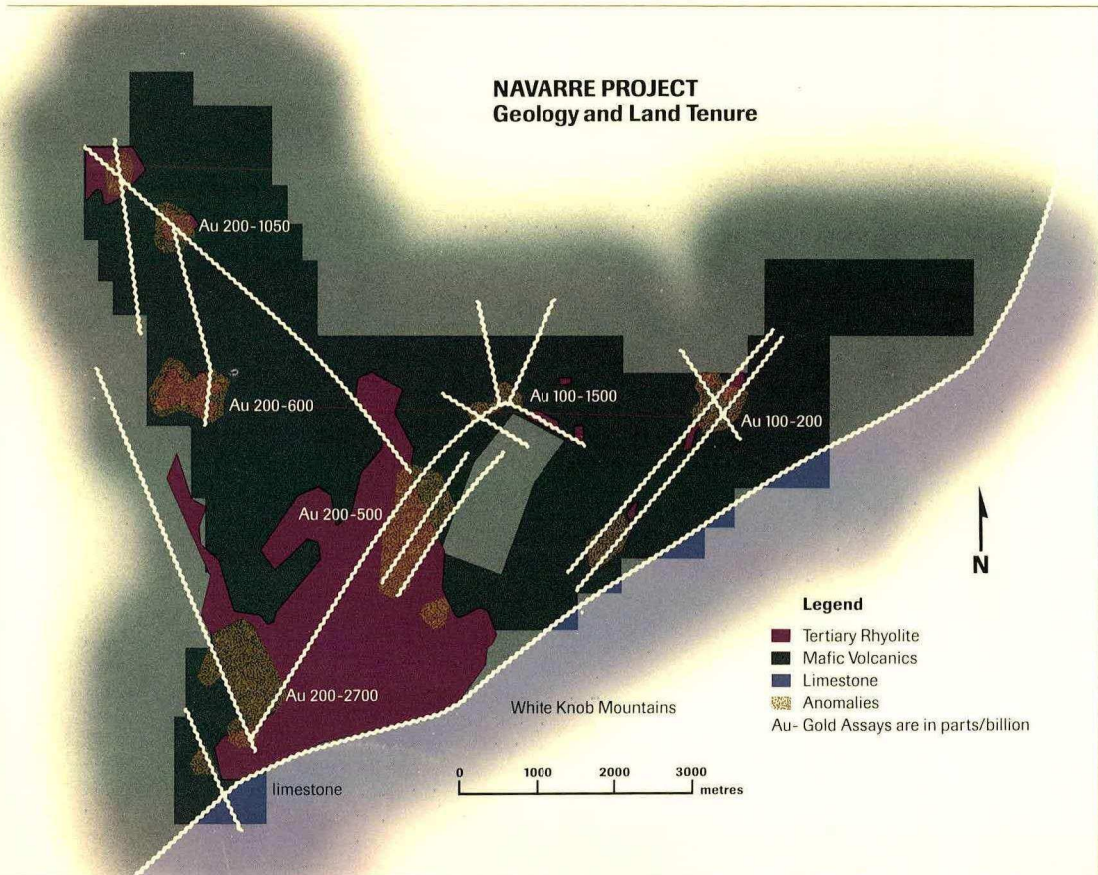 NAVARRE PROJECT
Geology and Land Tenure
Au 200-1050
Au 200-600
Au 100-1500
Au 100-200
Au 200-500
Au 200-2700
N
Legend
Tertiary Rhyolite
Mafic Volcanics
Limestone
Anomalies
Au- Gold Assays are in parts/billion
White Knob Mountains
limestone
0 1000 2000 3000
metres